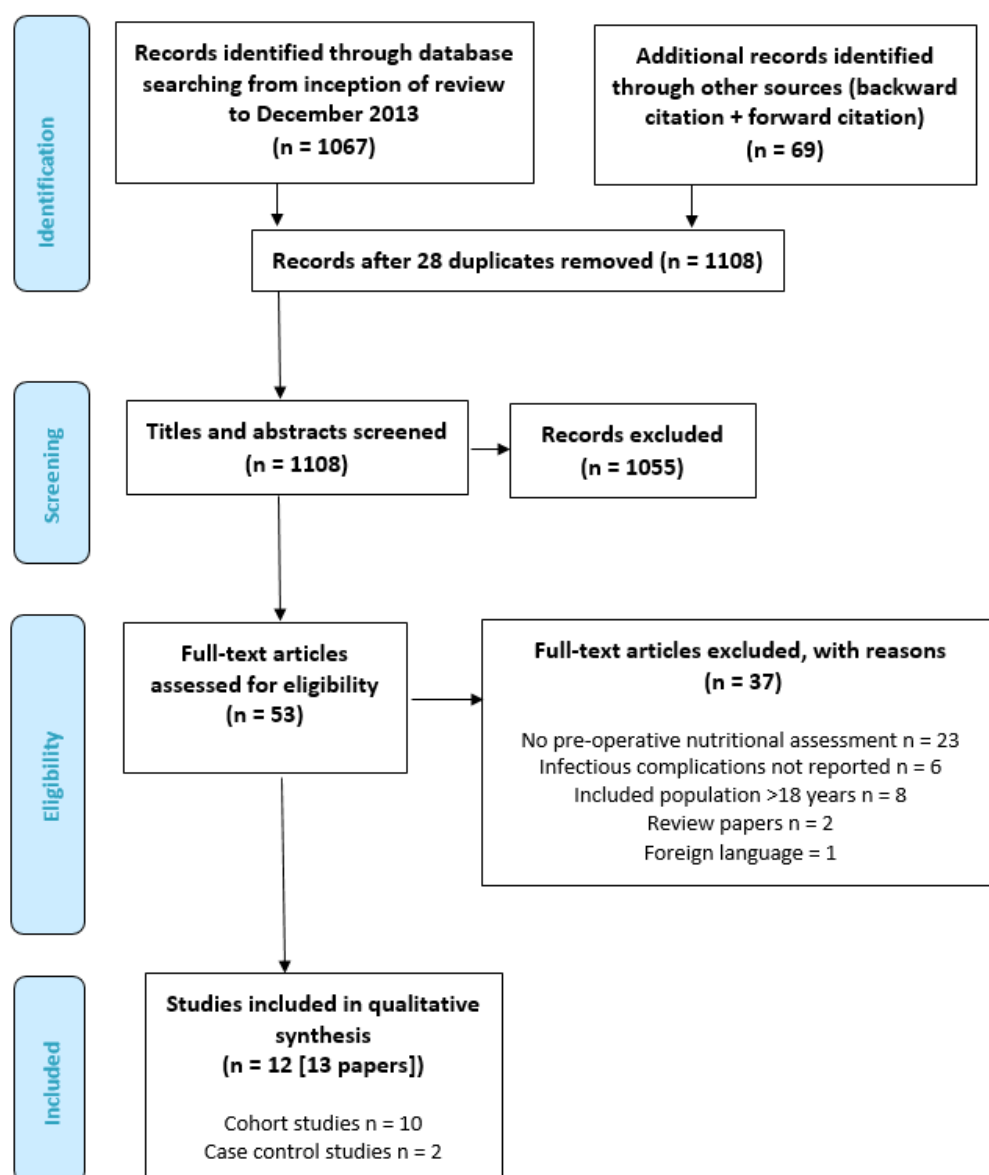 Identification
Records identified through database
searching from inception of review
to December 2013
(n = 1067)
Additional records identified
through other sources (backward
citation + forward citation)
(n = 69)
Records after 28 duplicates removed (n = 1108)
Screening
Titles and abstracts screened
(n = 1108)
Records excluded
(n = 1055)
Eligibility
Full-text articles
assessed for eligibility
(n = 53)
Full-text articles excluded, with reasons
(n = 37)
No pre-operative nutritional assessment n = 23
Infectious complications not reported n = 6
Included population >18 years n = 8
Review papers n = 2
Foreign language = 1
Included
Studies included in qualitative
synthesis
(n = 12 [13 papers])
Cohort studies n = 10
Case control studies n = 2